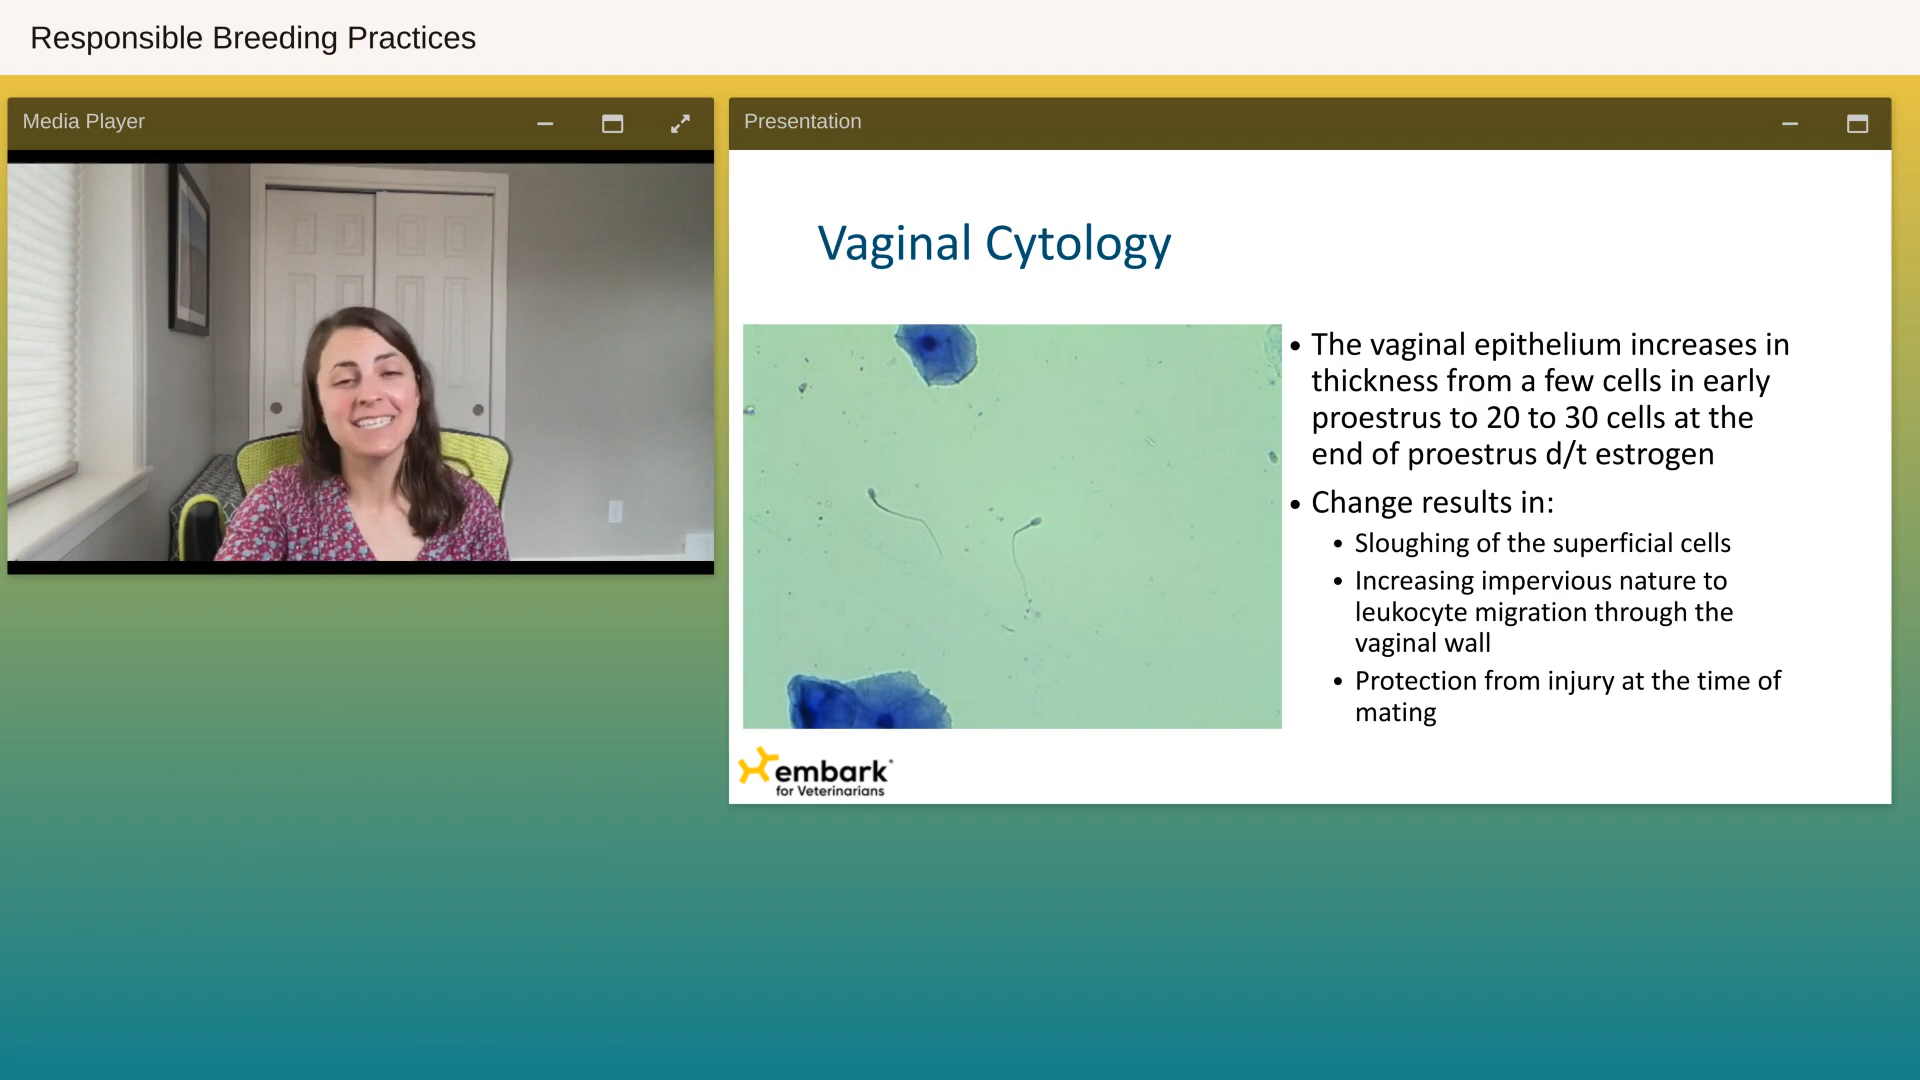 Responsible Breeding Practices
Media Player
Presentation
Vaginal Cytology
• The vaginal epithelium increases in
thickness from a few cells in early
proestrus to 20 to 30 cells at the
end of proestrus d/t estrogen
• Change results in:
• Sloughing of the superficial cells
• Increasing impervious nature to
leukocyte migration through the
vaginal wall
• Protection from injury at the time of
mating
embark
for Veterinarians